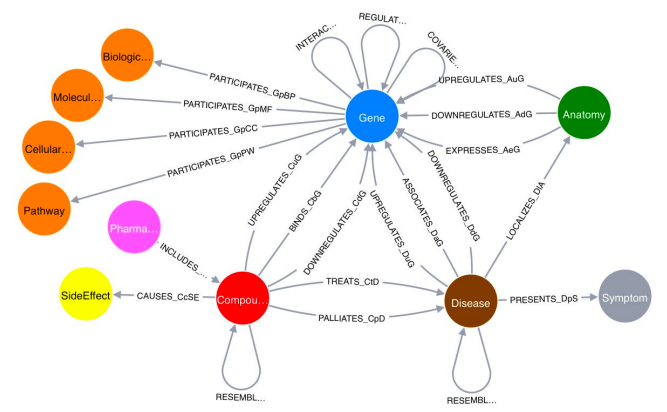 INTERAC…
REGULAT…
COVARIE…
Biologic…
PARTICIPATES_GpBP
UPREGULATES_AuG
Molecul…
PARTICIPATES_GpMF
Gene
DOWNREGULATES_AdG
Anatomy
Cellular…
PARTICIPATES_GpCC
EXPRESSES_AeG
PARTICIPATES_GpPW
Pathway
UPREGULATES_CuG
BINDS_CbG
DOWNREGULATES_CdG
UPREGULATES_DuG
ASSOCIATES_DaG
DOWNREGULATES_DdG
LOCALIZES_DlA
Pharma…
INCLUDES_…
SideEffect
CAUSES_CcSE
Compou…
TREATS_CtD
PALLIATES_CpD
Disease
PRESENTS_DpS
Symptom
RESEMBL…
RESEMBL…